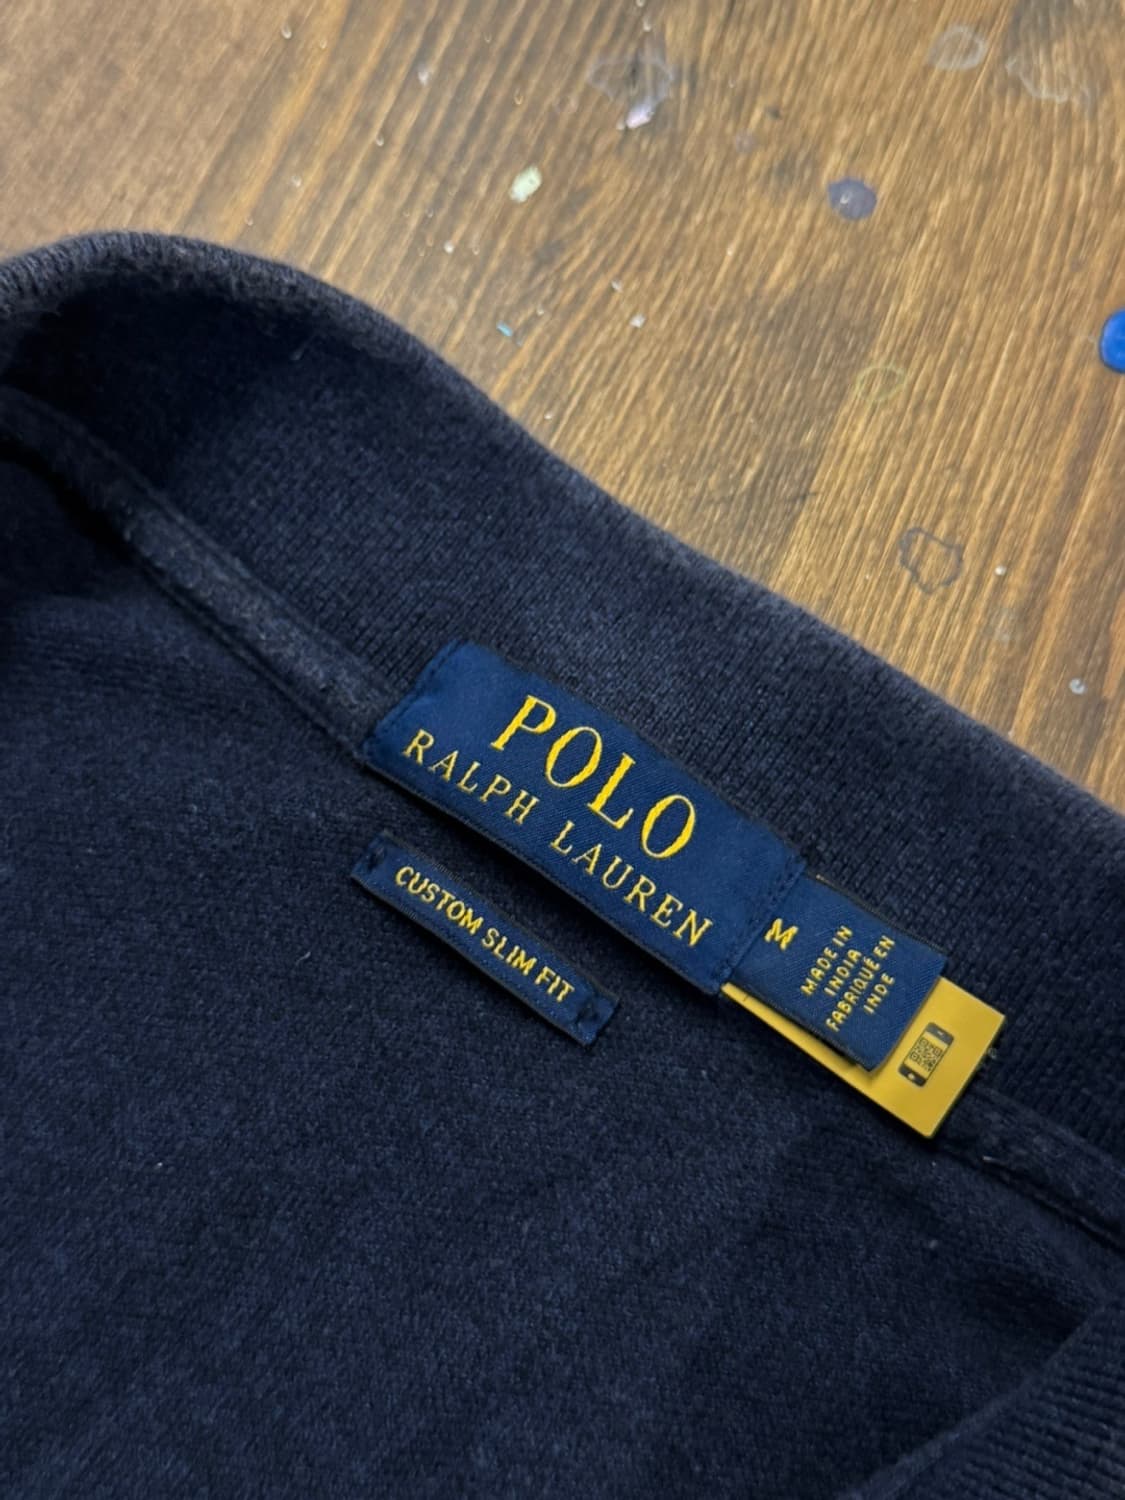 POLO
RALPH LAUREN
CUSTOM SLIM FIT
M
MADE IN
INDIA
FABRIQUÉ EN
INDE